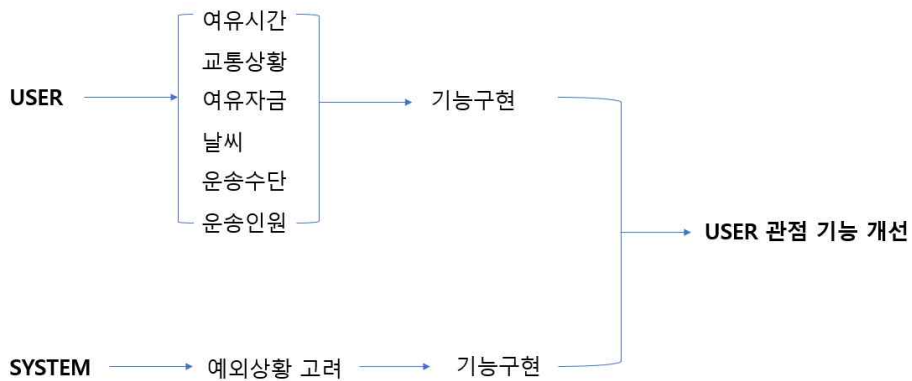 여유시간
교통상황
USER
여유자금
기능구현
날씨
운송수단
운송인원
USER 관점 기능 개선
SYSTEM
예외상황 고려
기능구현